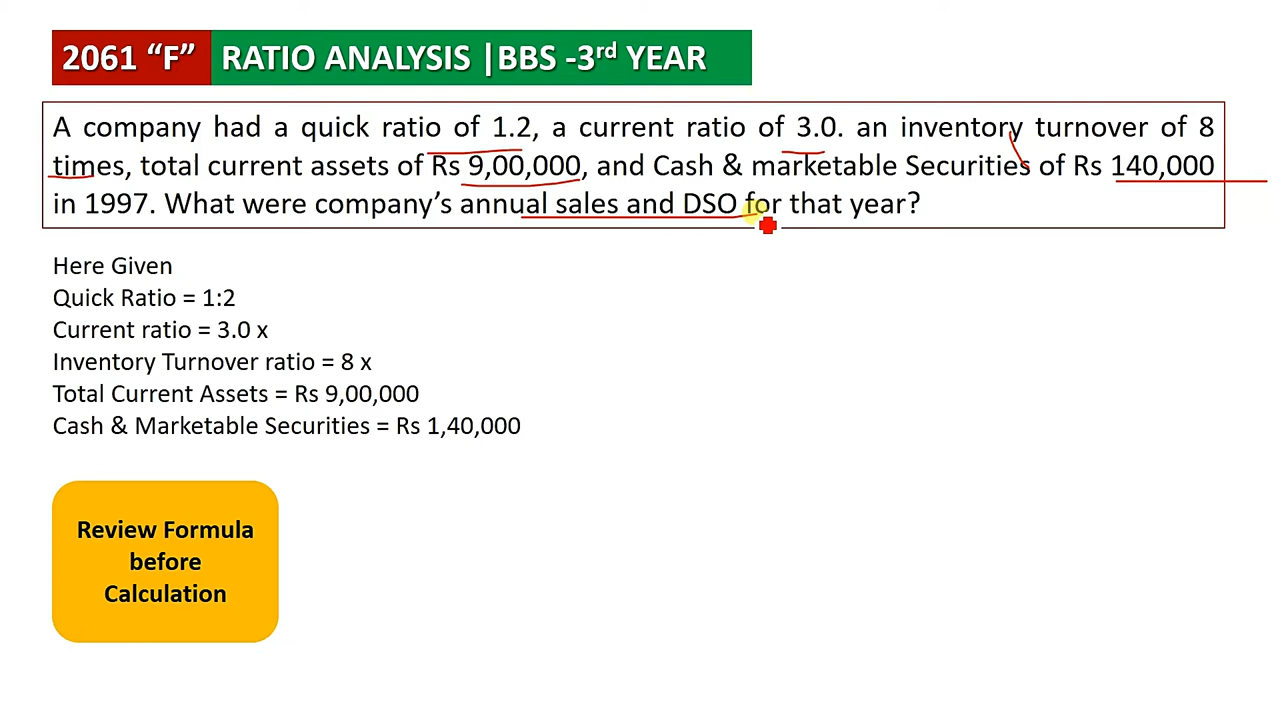 2061 “F” RATIO ANALYSIS |BBS -3rd YEAR
A company had a quick ratio of 1.2, a current ratio of 3.0. an inventory turnover of 8
times, total current assets of Rs 9,00,000, and Cash & marketable Securities of Rs 140,000
in 1997. What were company’s annual sales and DSO for that year?
Here Given
Quick Ratio = 1:2
Current ratio = 3.0 x
Inventory Turnover ratio = 8 x
Total Current Assets = Rs 9,00,000
Cash & Marketable Securities = Rs 1,40,000
Review Formula
before
Calculation